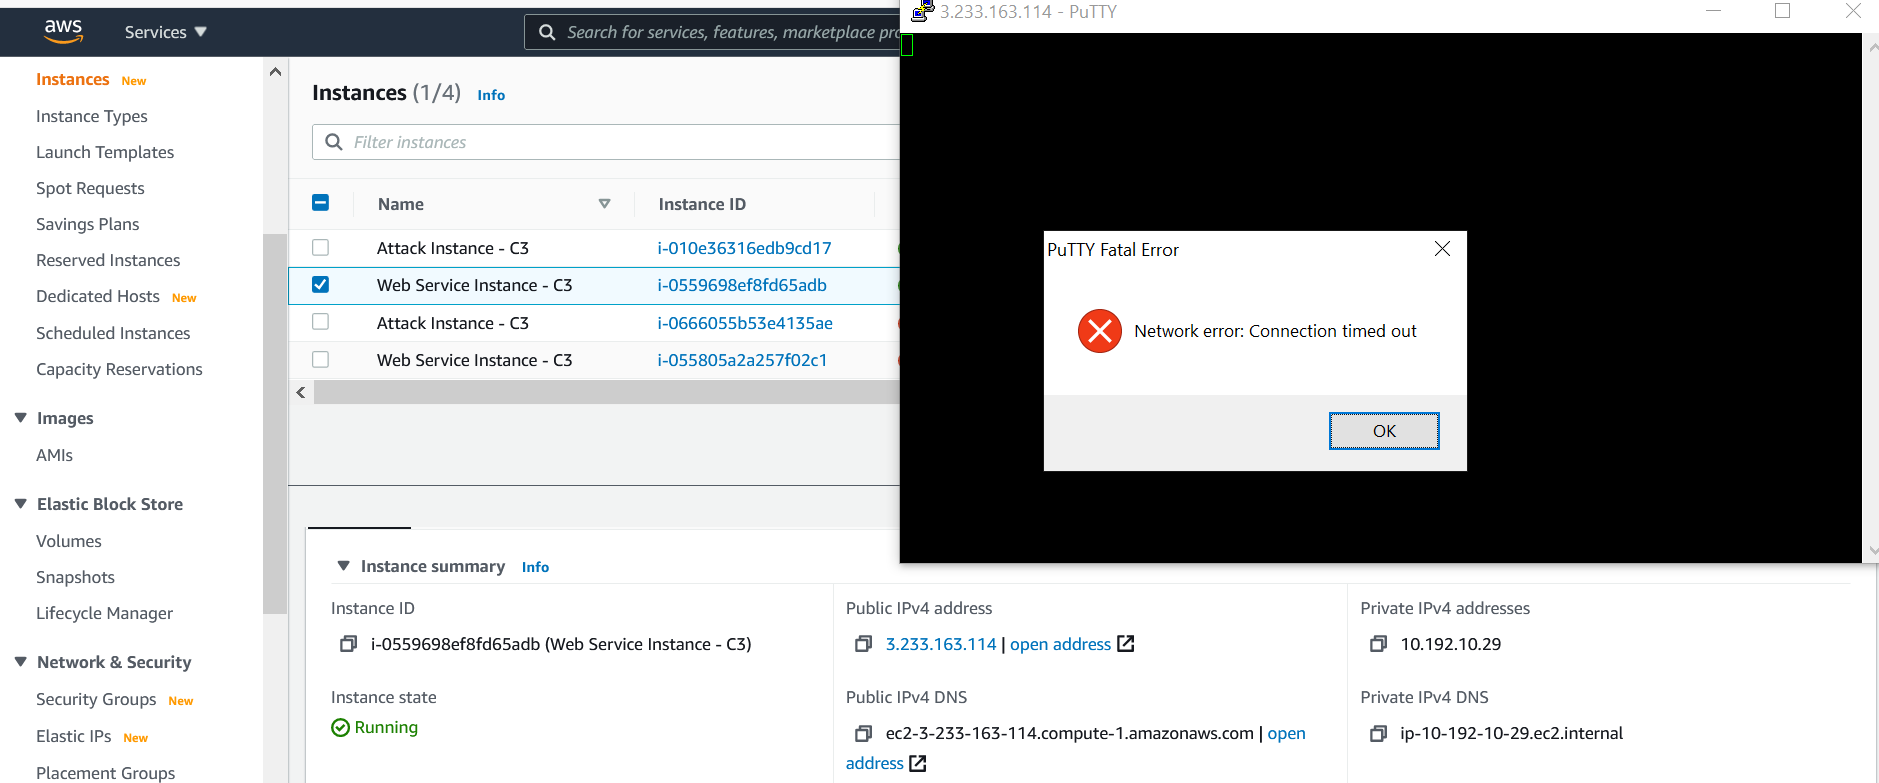 aws
Services
Search for services, features, marketplace pro
3.233.163.114 - PuTTY
Instances New
Instance Types
Launch Templates
Spot Requests
Savings Plans
Reserved Instances
Dedicated Hosts New
Scheduled Instances
Capacity Reservations
Images
AMIs
Elastic Block Store
Volumes
Snapshots
Lifecycle Manager
Network & Security
Security Groups New
Elastic IPs New
Placement Groups
Instances (1/4) Info
Filter instances
Name Instance ID
Attack Instance - C3 i-010e36316edb9cd17
Web Service Instance - C3 i-0559698ef8fd65adb
Attack Instance - C3 i-0666055b53e4135ae
Web Service Instance - C3 i-055805a2a257f02c1
PuTTY Fatal Error
Network error: Connection timed out
OK
Instance summary Info
Instance ID
i-0559698ef8fd65adb (Web Service Instance - C3)
Instance state
Running
Public IPv4 address
3.233.163.114 | open address
Public IPv4 DNS
ec2-3-233-163-114.compute-1.amazonaws.com | open
address
Private IPv4 addresses
10.192.10.29
Private IPv4 DNS
ip-10-192-10-29.ec2.internal